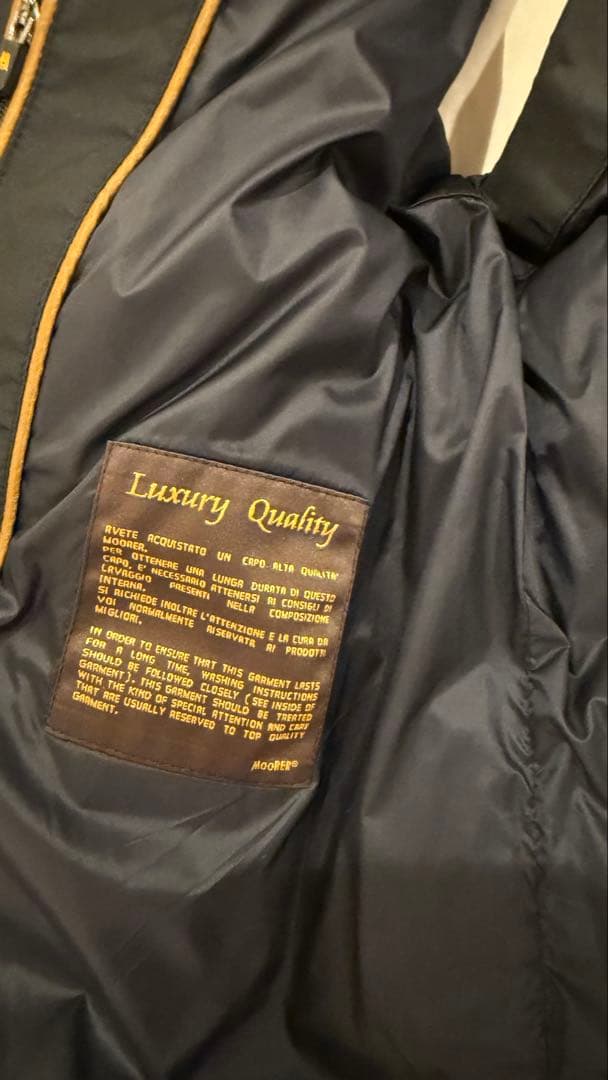 Luxury Quality
AVETE ACQUISTATO UN CAPO ALTA QUALITA'
MOORER.
PER OTTENERE UNA LUNGA DURATA DI QUESTO
CAPO, E' NECESSARIO ATTENERSI AI CONSIGLI DI
LAVAGGIO PRESENTI NELLA COMPOSIZIONE
INTERNA.
SI RICHIEDE INOLTRE L'ATTENZIONE E LA CURA DA
VOI NORMALMENTE RISERVATA AI PRODOTTI
MIGLIORI.
IN ORDER TO ENSURE THAT THIS GARMENT LASTS
FOR A LONG TIME, WASHING INSTRUCTIONS
SHOULD BE FOLLOWED CLOSELY (SEE INSIDE OF
GARMENT). THIS GARMENT SHOULD BE TREATED
WITH THE KIND OF SPECIAL ATTENTION AND CARE
THAT ARE USUALLY RESERVED TO TOP QUALITY
GARMENT.
MOORER®